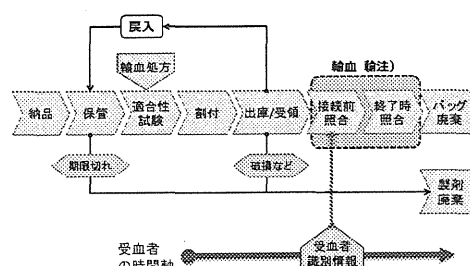 戻入
輸血処方
輸血 輸注）
納品
保管
適合性
試験
割付
出庫/受領
接続前
照合
終了時
照合
バッグ
廃棄
期限切れ
破損など
製剤
廃棄
受血者
の時間軸
受血者
識別情報